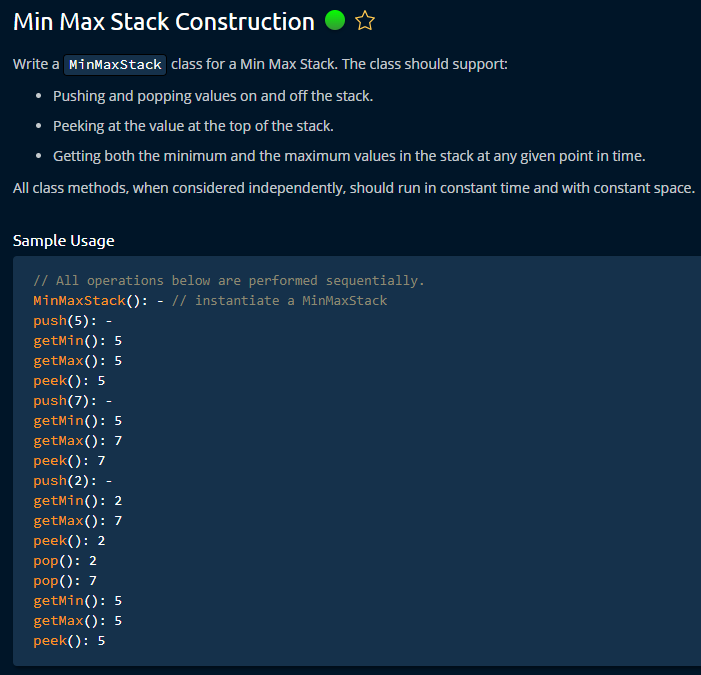 Min Max Stack Construction
Write a MinMaxStack class for a Min Max Stack. The class should support:
• Pushing and popping values on and off the stack.
• Peeking at the value at the top of the stack.
• Getting both the minimum and the maximum values in the stack at any given point in time.
All class methods, when considered independently, should run in constant time and with constant space.
Sample Usage
// All operations below are performed sequentially.
MinMaxStack(): - // instantiate a MinMaxStack
push(5): -
getMin(): 5
getMax(): 5
peek(): 5
push(7): -
getMin(): 5
getMax(): 7
peek(): 7
push(2): -
getMin(): 2
getMax(): 7
peek(): 2
pop(): 2
pop(): 7
getMin(): 5
getMax(): 5
peek(): 5